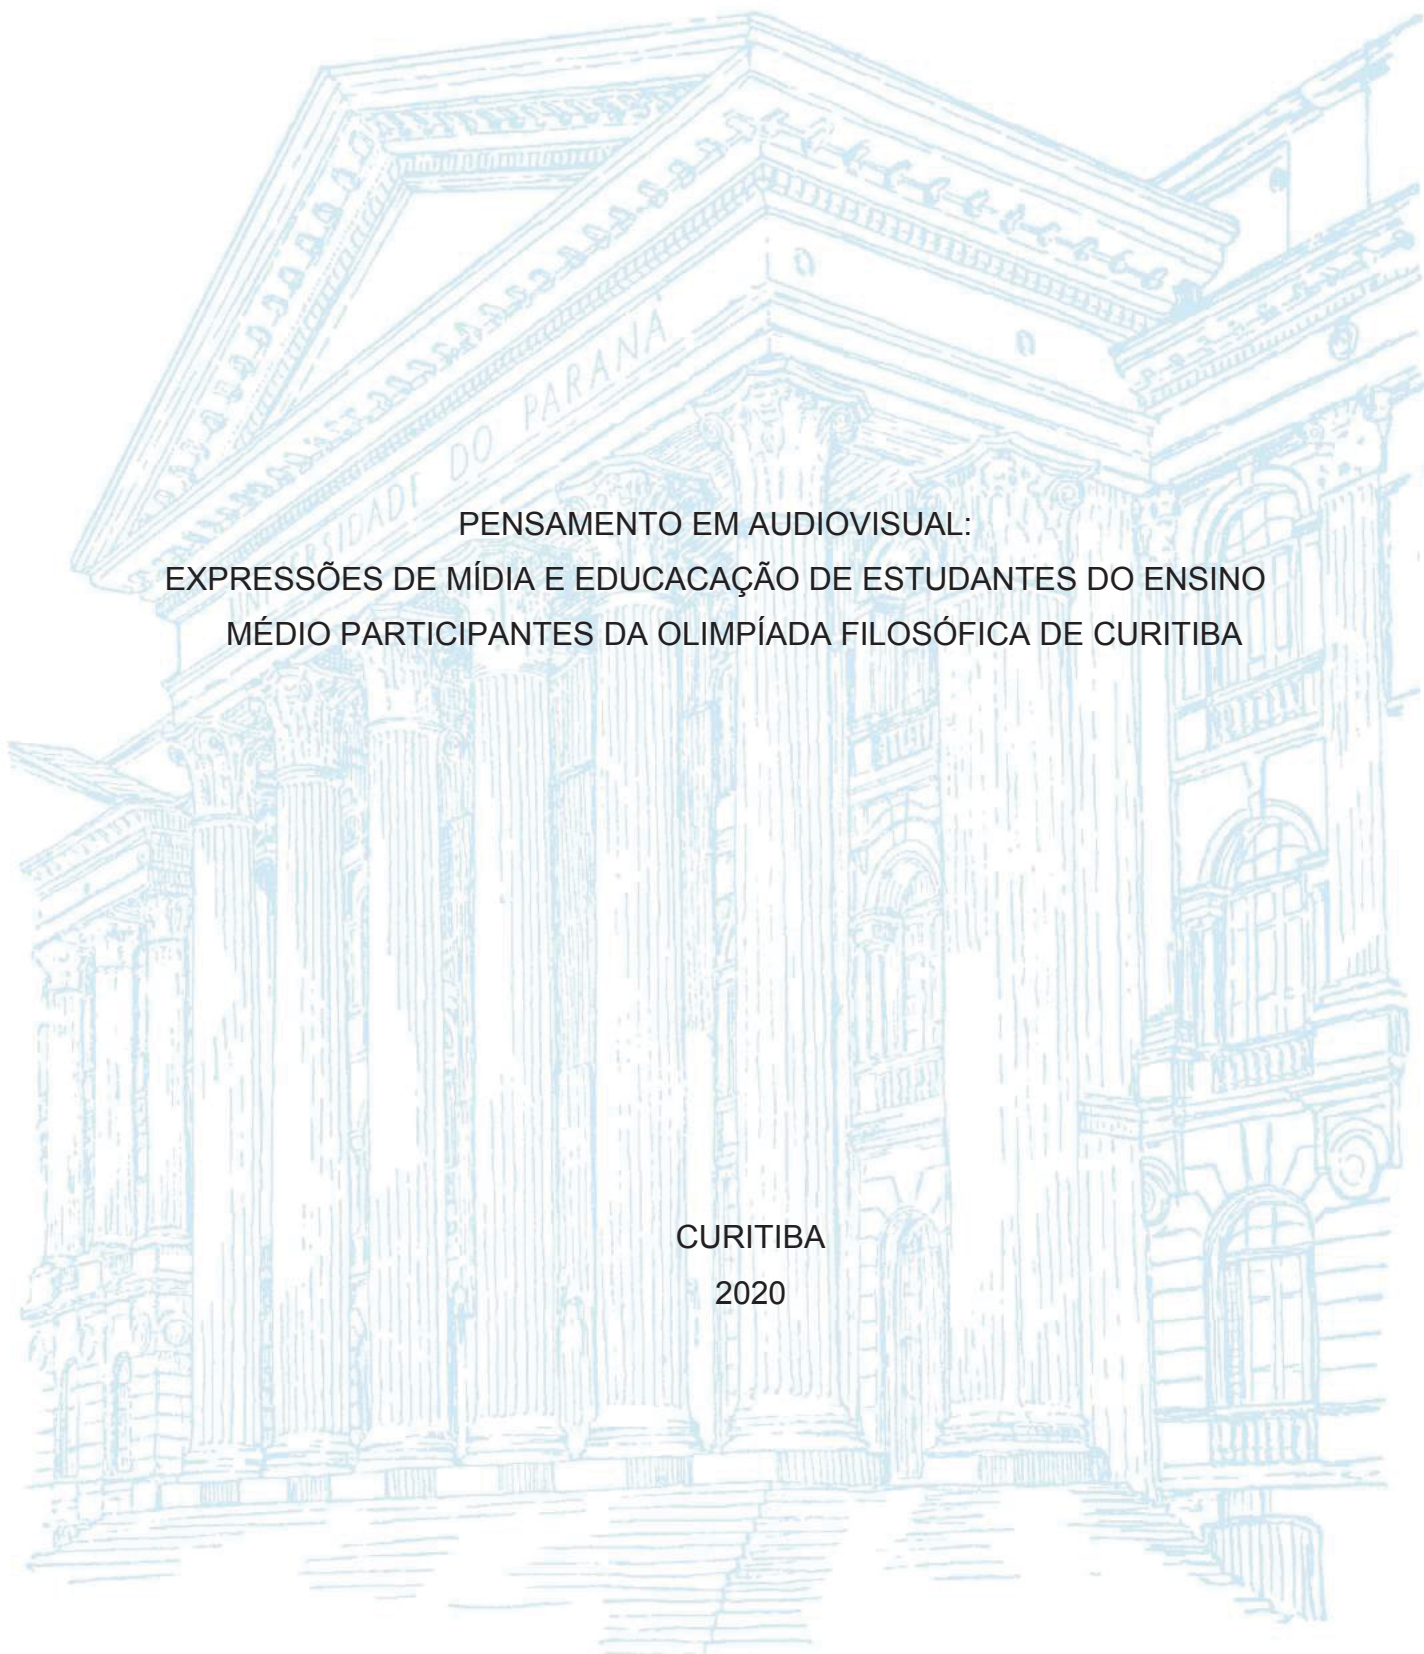 VERSIDADE DO PARANÁ
PENSAMENTO EM AUDIOVISUAL:
EXPRESSÕES DE MÍDIA E EDUCACAÇÃO DE ESTUDANTES DO ENSINO
MÉDIO PARTICIPANTES DA OLIMPÍADA FILOSÓFICA DE CURITIBA
CURITIBA
2020